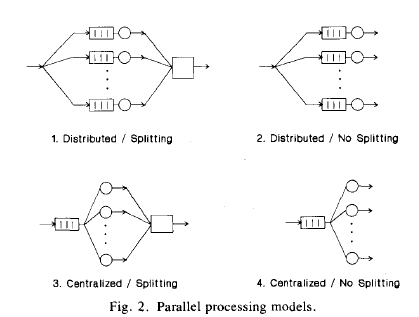 1. Distributed / Splitting
2. Distributed / No Splitting
3. Centralized / Splitting
4. Centralized / No Splitting
Fig. 2. Parallel processing models.